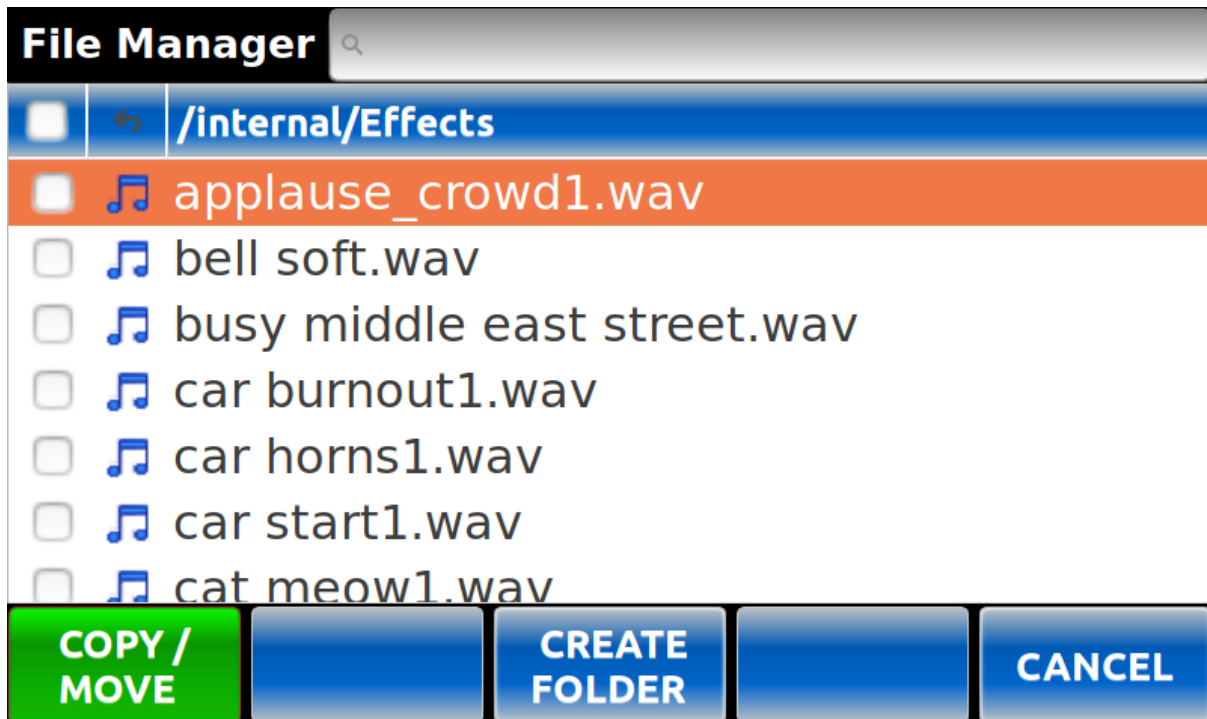 File Manager
/internal/Effects
applause_crowd1.wav
bell soft.wav
busy middle east street.wav
car burnout1.wav
car horns1.wav
car start1.wav
cat meow1.wav
COPY /
MOVE
CREATE
FOLDER
CANCEL